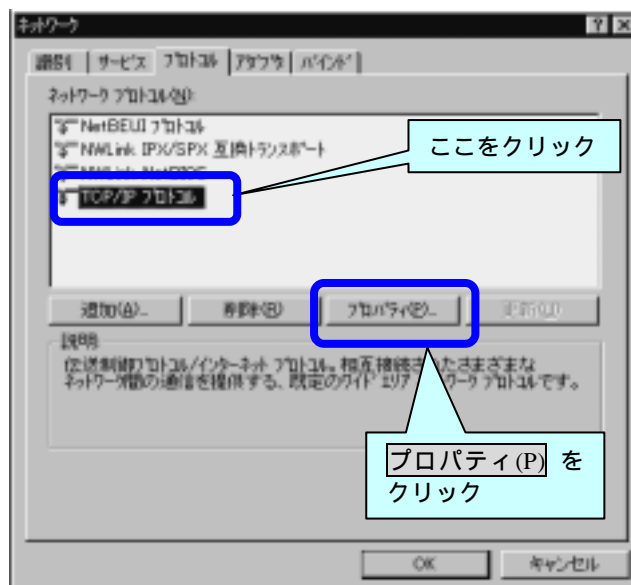 ネットワーク
識別 サービス プロトコル アダプタ バインド
ネットワーク プロトコル(N):
NetBEUI プロトコル
NWLink IPX/SPX 互換トランスポート
NWLink NetBIOS
TCP/IP プロトコル
ここをクリック
追加(A)... 削除(R) プロパティ(P)... 更新(U)
説明
伝送制御プロトコル/インターネット プロトコル。相互接続されたさまざまな
ネットワーク間の通信を提供する、既定のワイド エリア ネットワーク プロトコルです。
プロパティ(P) を
クリック
OK キャンセル